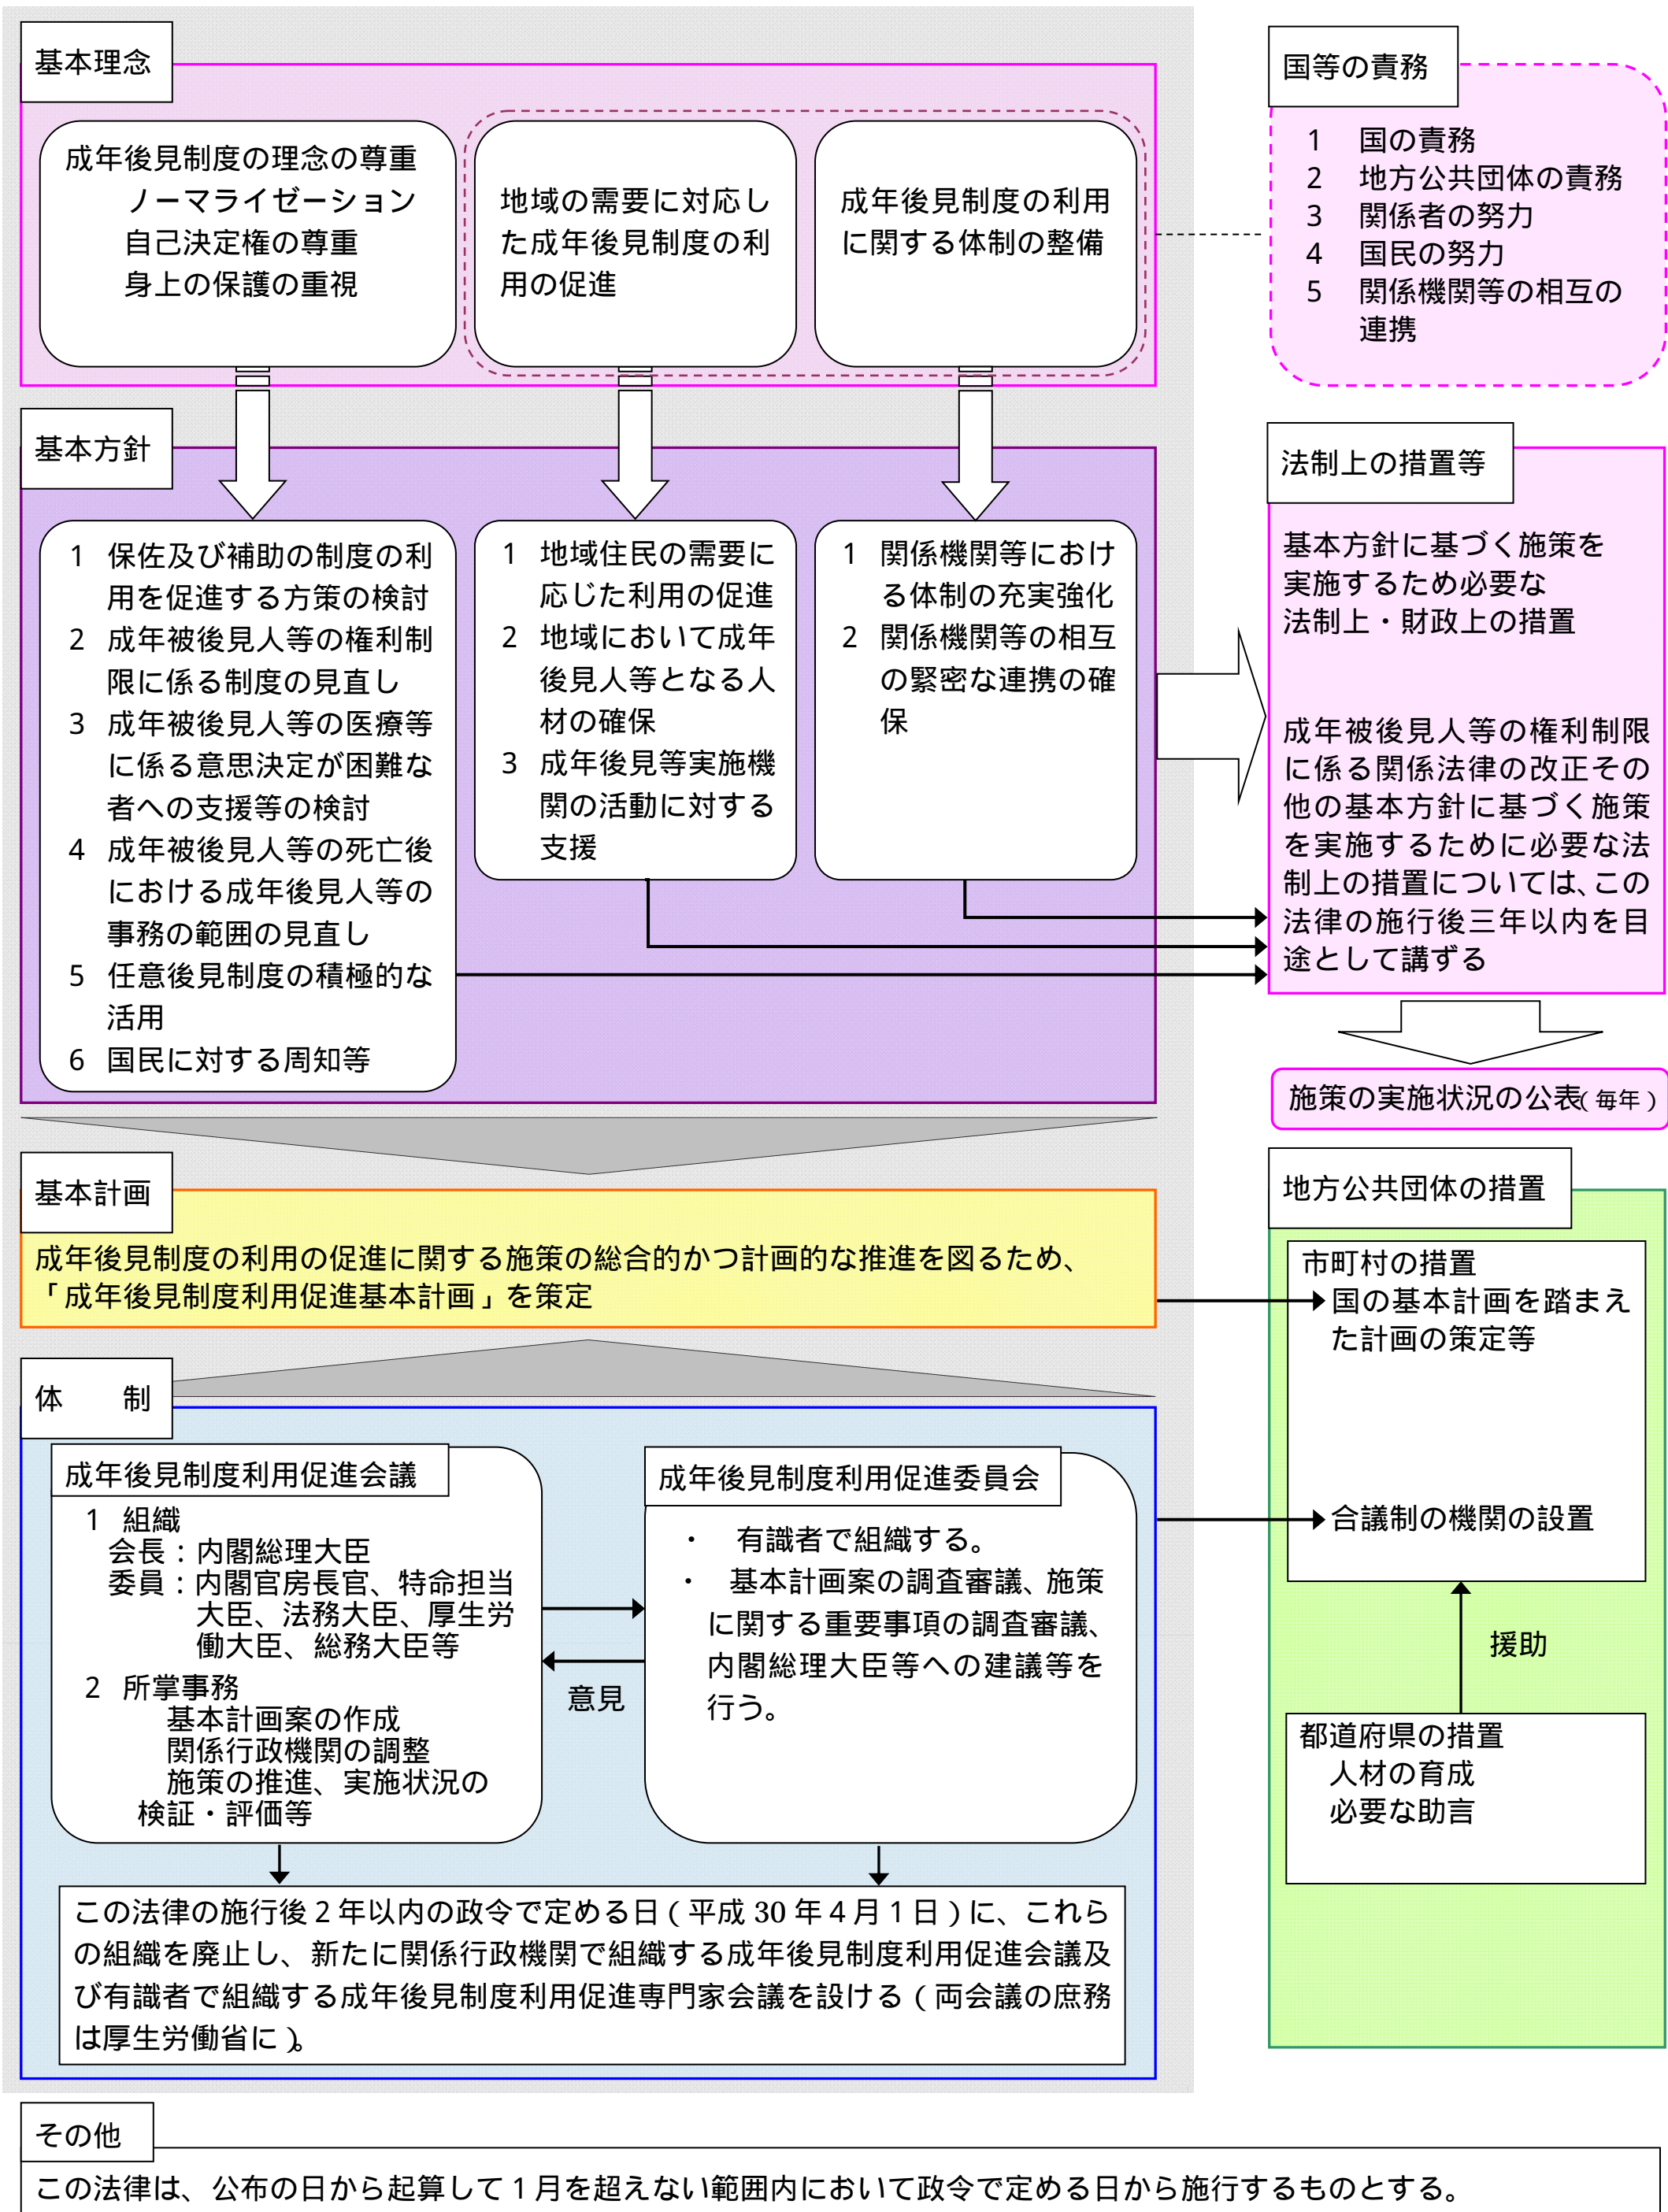 基本理念
成年後見制度の理念の尊重
ノーマライゼーション
自己決定権の尊重
身上の保護の重視
地域の需要に対応し
た成年後見制度の利
用の促進
成年後見制度の利用
に関する体制の整備
国等の責務
1 国の責務
2 地方公共団体の責務
3 関係者の努力
4 国民の努力
5 関係機関等の相互の
連携
基本方針
1 保佐及び補助の制度の利
用を促進する方策の検討
2 成年被後見人等の権利制
限に係る制度の見直し
3 成年被後見人等の医療等
に係る意思決定が困難な
者への支援等の検討
4 成年被後見人等の死亡後
における成年後見人等の
事務の範囲の見直し
5 任意後見制度の積極的な
活用
6 国民に対する周知等
1 地域住民の需要に
応じた利用の促進
2 地域において成年
後見人等となる人
材の確保
3 成年後見等実施機
関の活動に対する
支援
1 関係機関等におけ
る体制の充実強化
2 関係機関等の相互
の緊密な連携の確
保
法制上の措置等
基本方針に基づく施策を
実施するため必要な
法制上・財政上の措置
成年被後見人等の権利制限
に係る関係法律の改正その
他の基本方針に基づく施策
を実施するために必要な法
制上の措置については、この
法律の施行後三年以内を目
途として講ずる
施策の実施状況の公表(毎年)
基本計画
成年後見制度の利用の促進に関する施策の総合的かつ計画的な推進を図るため、
「成年後見制度利用促進基本計画」を策定
地方公共団体の措置
市町村の措置
国の基本計画を踏まえ
た計画の策定等
合議制の機関の設置
援助
都道府県の措置
人材の育成
必要な助言
体　制
成年後見制度利用促進会議
1 組織
会長：内閣総理大臣
委員：内閣官房長官、特命担当
大臣、法務大臣、厚生労
働大臣、総務大臣等
2 所掌事務
基本計画案の作成
関係行政機関の調整
施策の推進、実施状況の
検証・評価等
意見
成年後見制度利用促進委員会
・ 有識者で組織する。
・ 基本計画案の調査審議、施策
に関する重要事項の調査審議、
内閣総理大臣等への建議等を
行う。
この法律の施行後２年以内の政令で定める日(平成 30 年４月１日)に、これら
の組織を廃止し、新たに関係行政機関で組織する成年後見制度利用促進会議及
び有識者で組織する成年後見制度利用促進専門家会議を設ける(両会議の庶務
は厚生労働省に)。
その他
この法律は、公布の日から起算して１月を超えない範囲内において政令で定める日から施行するものとする。